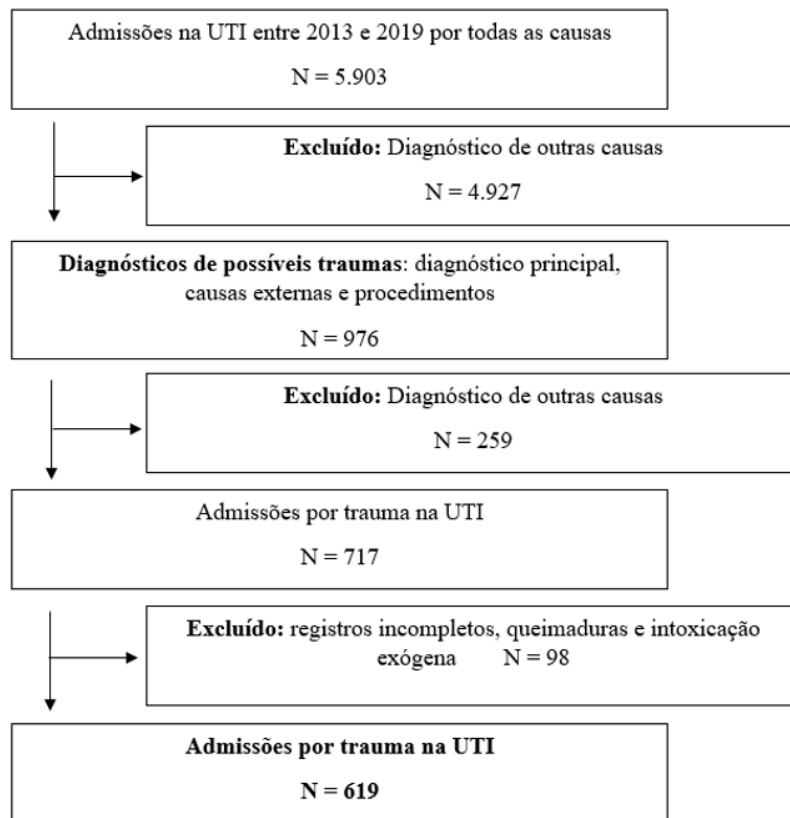 Admissões na UTI entre 2013 e 2019 por todas as causas
N = 5.903
Excluído: Diagnóstico de outras causas
N = 4.927
Diagnósticos de possíveis traumas: diagnóstico principal,
causas externas e procedimentos
N = 976
Excluído: Diagnóstico de outras causas
N = 259
Admissões por trauma na UTI
N = 717
Excluído: registros incompletos, queimaduras e intoxicação
exógena N = 98
Admissões por trauma na UTI
N = 619